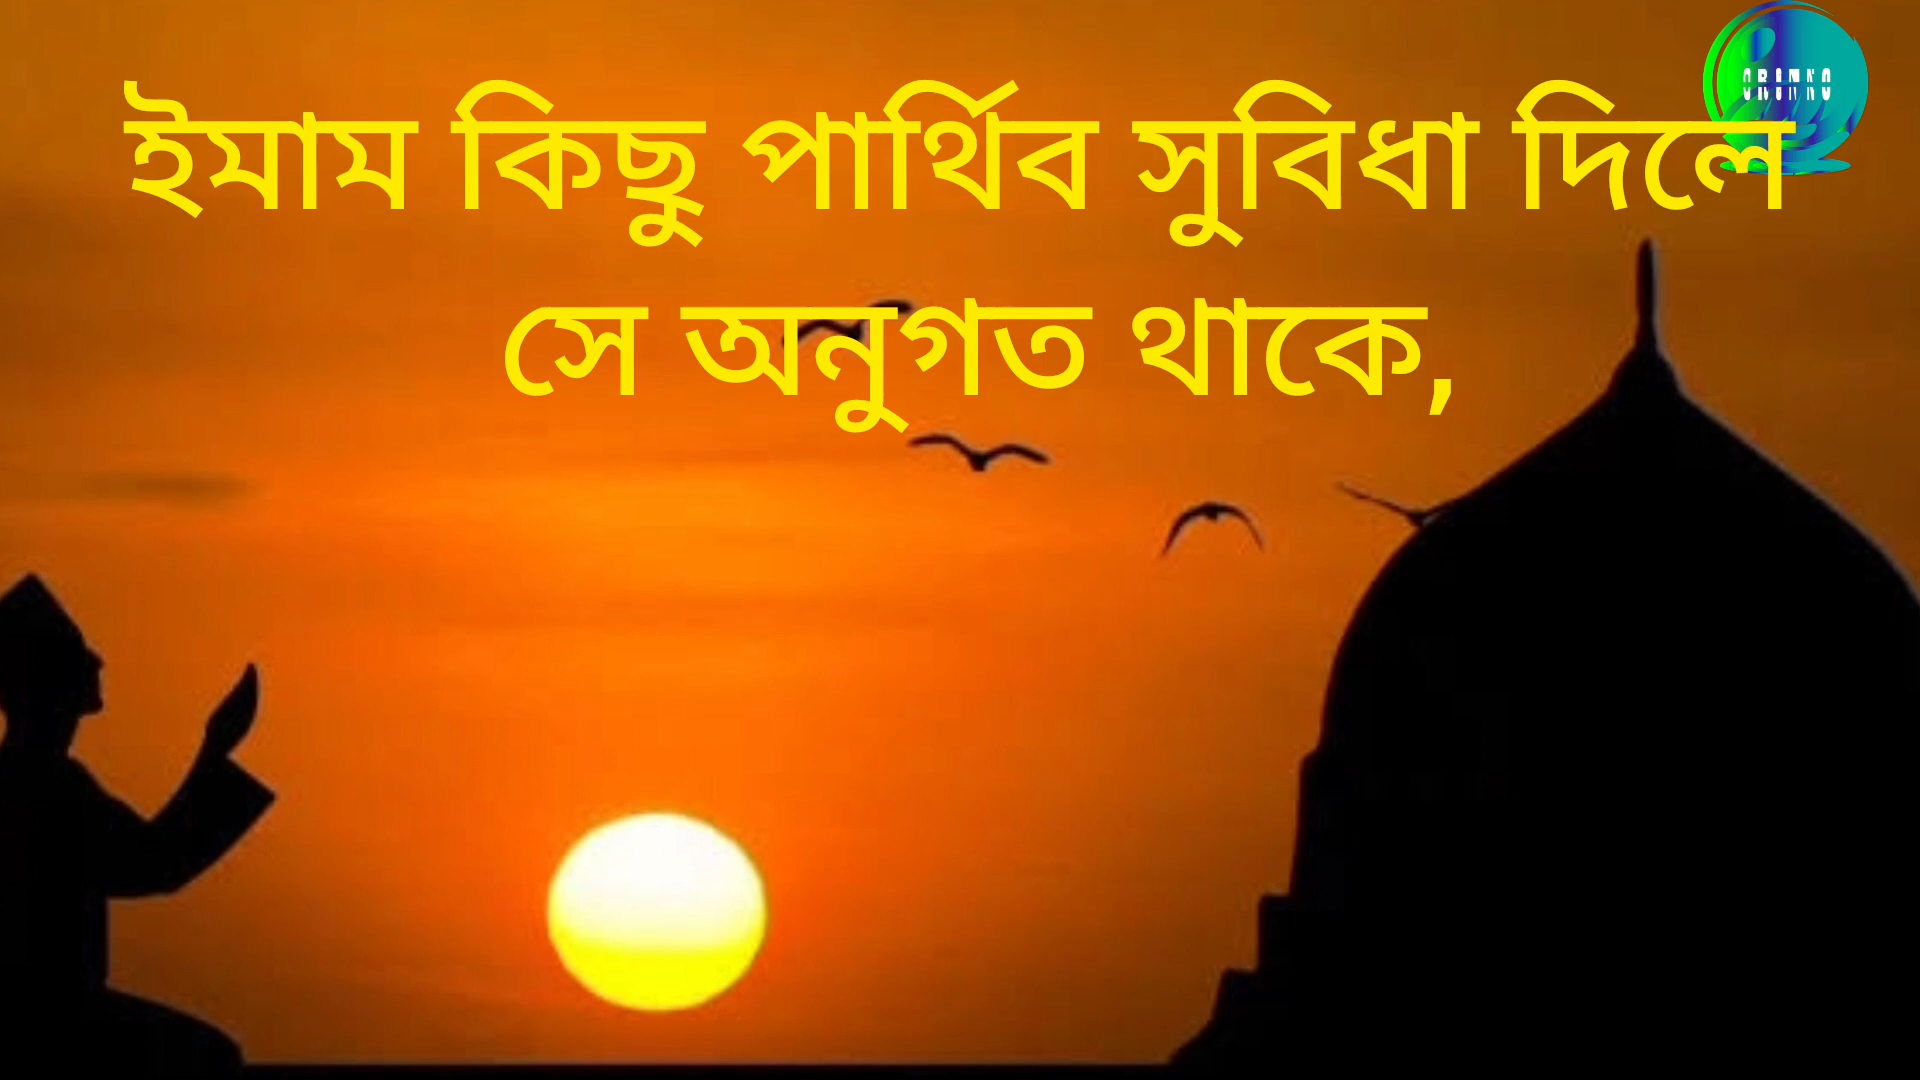 ইমাম কিছু পার্থিব সুবিধা দিলে
সে অনুগত থাকে,